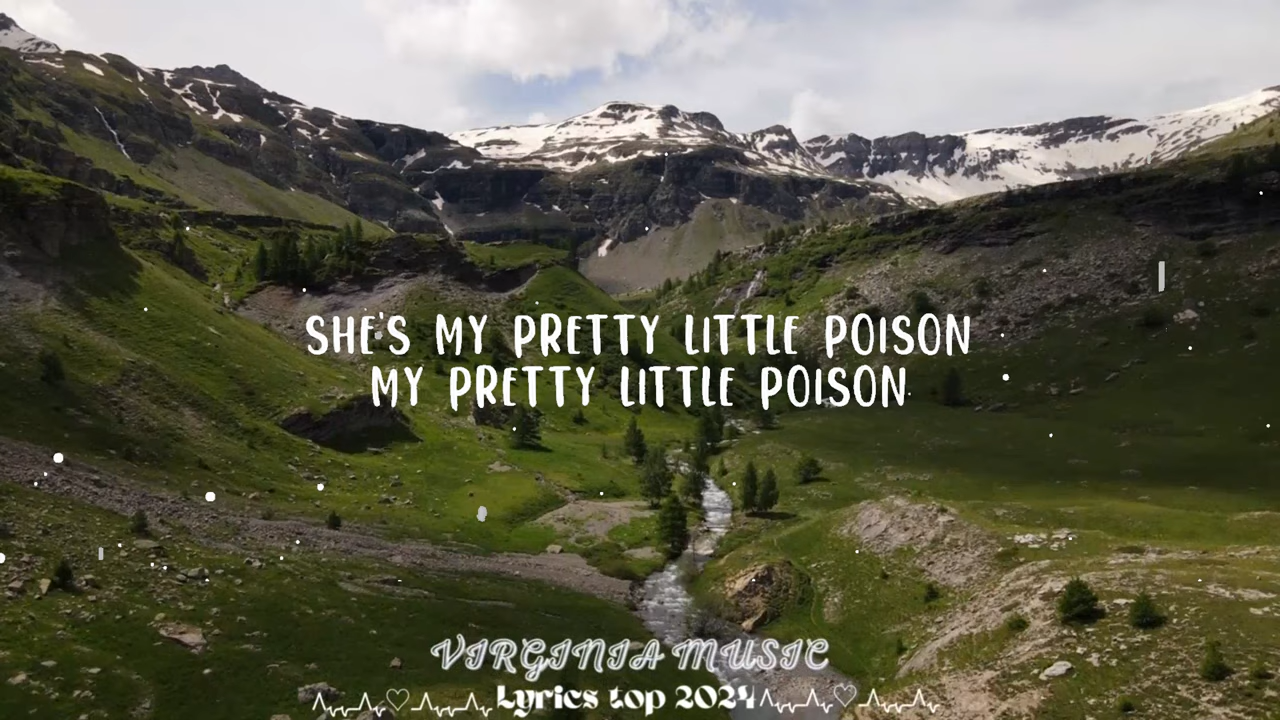 SHE'S MY PRETTY LITTLE POISON
MY PRETTY LITTLE POISON
VIRGINIA MUSIC
Lyrics top 2024